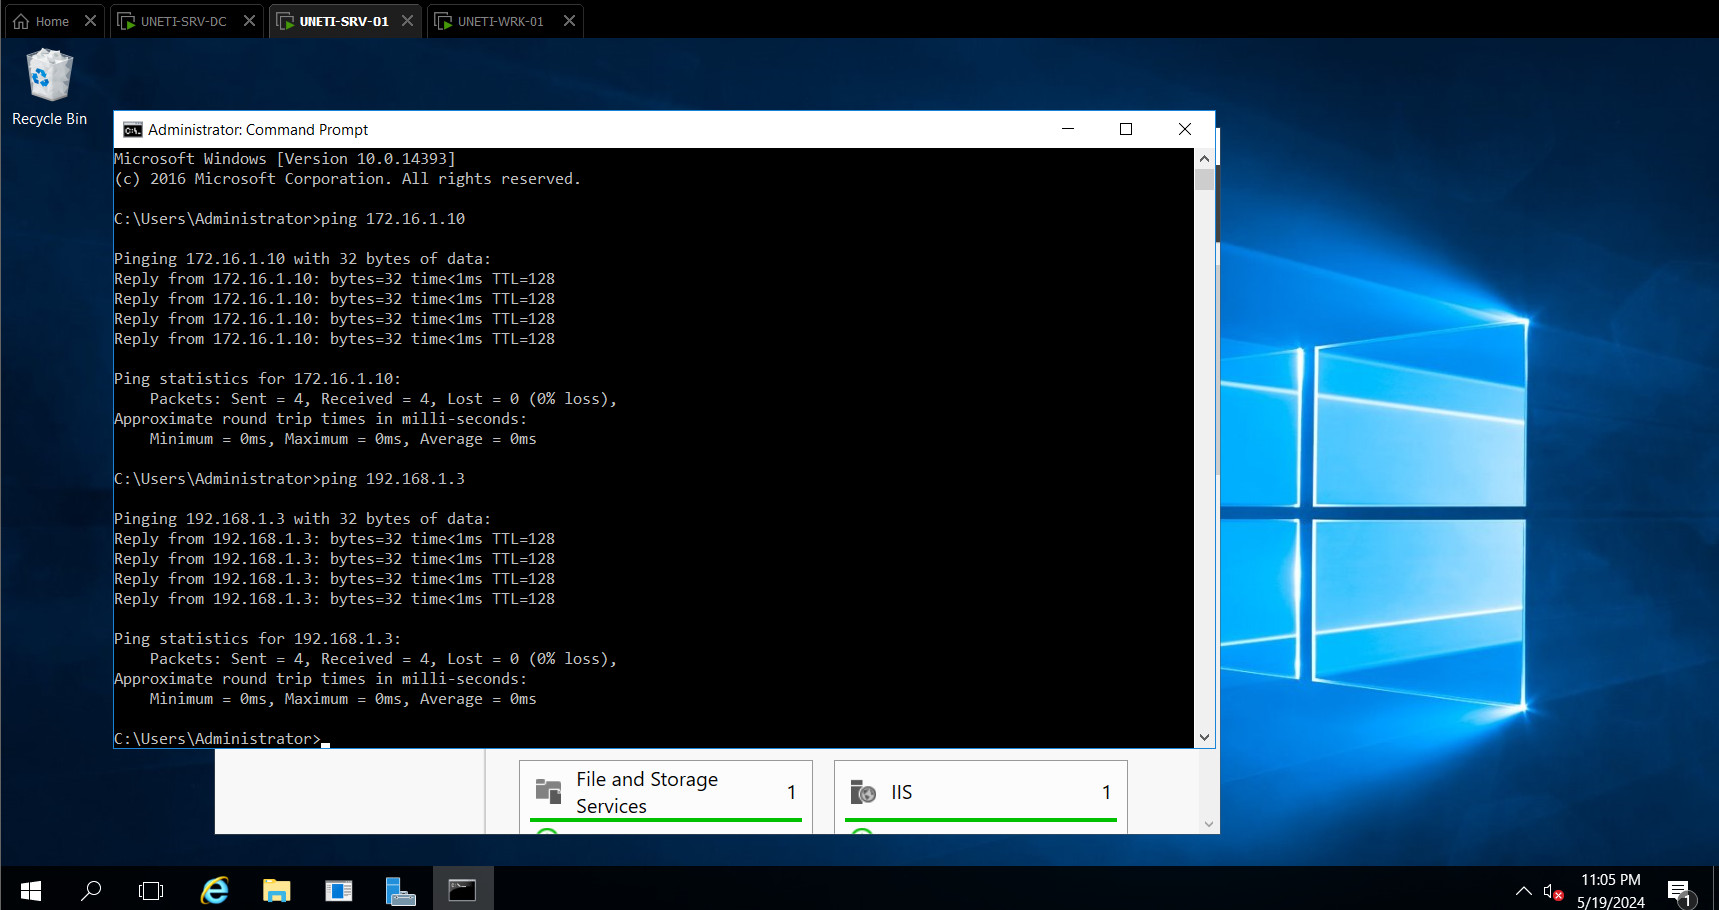 Home
UNETI-SRV-DC
UNETI-SRV-01
UNETI-WRK-01
Recycle Bin
Administrator: Command Prompt
Microsoft Windows [Version 10.0.14393]
(c) 2016 Microsoft Corporation. All rights reserved.
C:\Users\Administrator>ping 172.16.1.10
Pinging 172.16.1.10 with 32 bytes of data:
Reply from 172.16.1.10: bytes=32 time<1ms TTL=128
Reply from 172.16.1.10: bytes=32 time<1ms TTL=128
Reply from 172.16.1.10: bytes=32 time<1ms TTL=128
Reply from 172.16.1.10: bytes=32 time<1ms TTL=128
Ping statistics for 172.16.1.10:
Packets: Sent = 4, Received = 4, Lost = 0 (0% loss),
Approximate round trip times in milli-seconds:
Minimum = 0ms, Maximum = 0ms, Average = 0ms
C:\Users\Administrator>ping 192.168.1.3
Pinging 192.168.1.3 with 32 bytes of data:
Reply from 192.168.1.3: bytes=32 time<1ms TTL=128
Reply from 192.168.1.3: bytes=32 time<1ms TTL=128
Reply from 192.168.1.3: bytes=32 time<1ms TTL=128
Reply from 192.168.1.3: bytes=32 time<1ms TTL=128
Ping statistics for 192.168.1.3:
Packets: Sent = 4, Received = 4, Lost = 0 (0% loss),
Approximate round trip times in milli-seconds:
Minimum = 0ms, Maximum = 0ms, Average = 0ms
C:\Users\Administrator>
File and Storage
Services
1
IIS
1
11:05 PM
5/19/2024
1